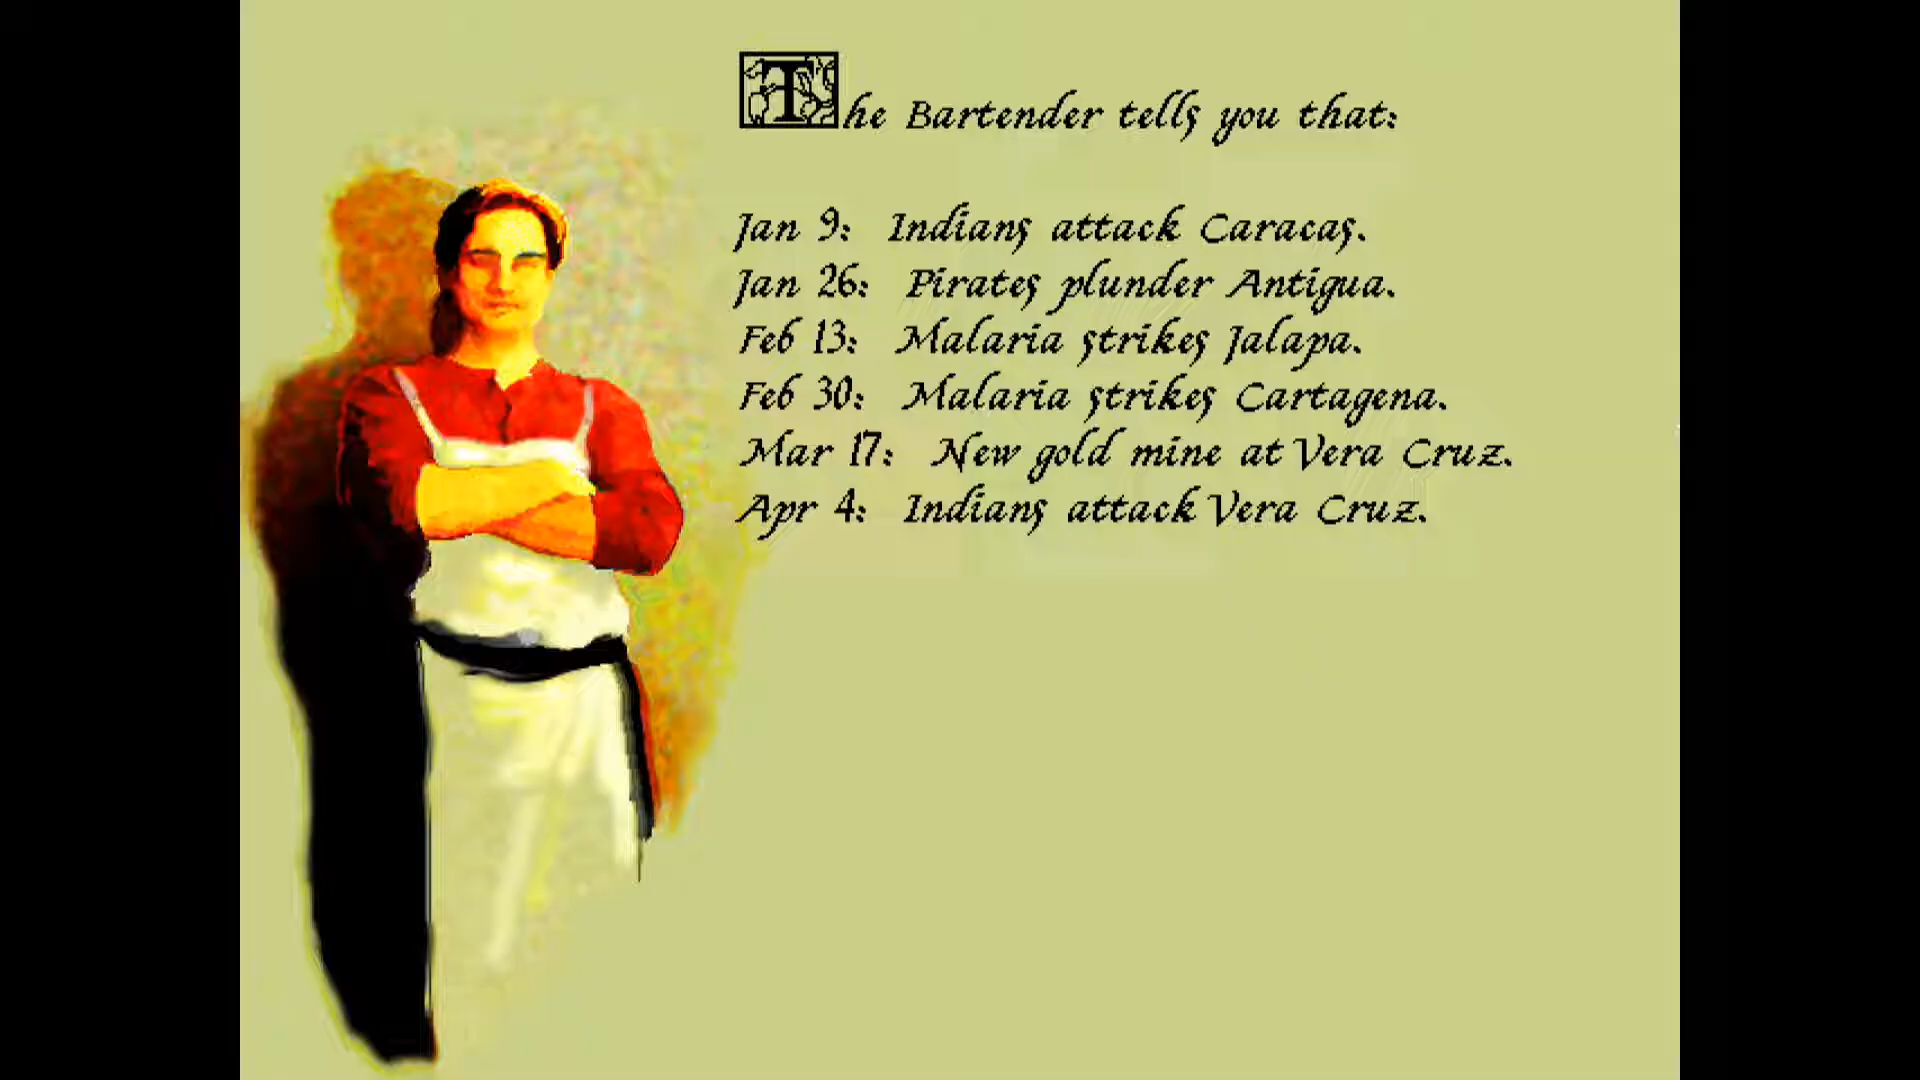 The Bartender tells you that:
Jan 9: Indians attack Caracas.
Jan 26: Pirates plunder Antigua.
Feb 13: Malaria strikes Jalapa.
Feb 30: Malaria strikes Cartagena.
Mar 17: New gold mine at Vera Cruz.
Apr 4: Indians attack Vera Cruz.